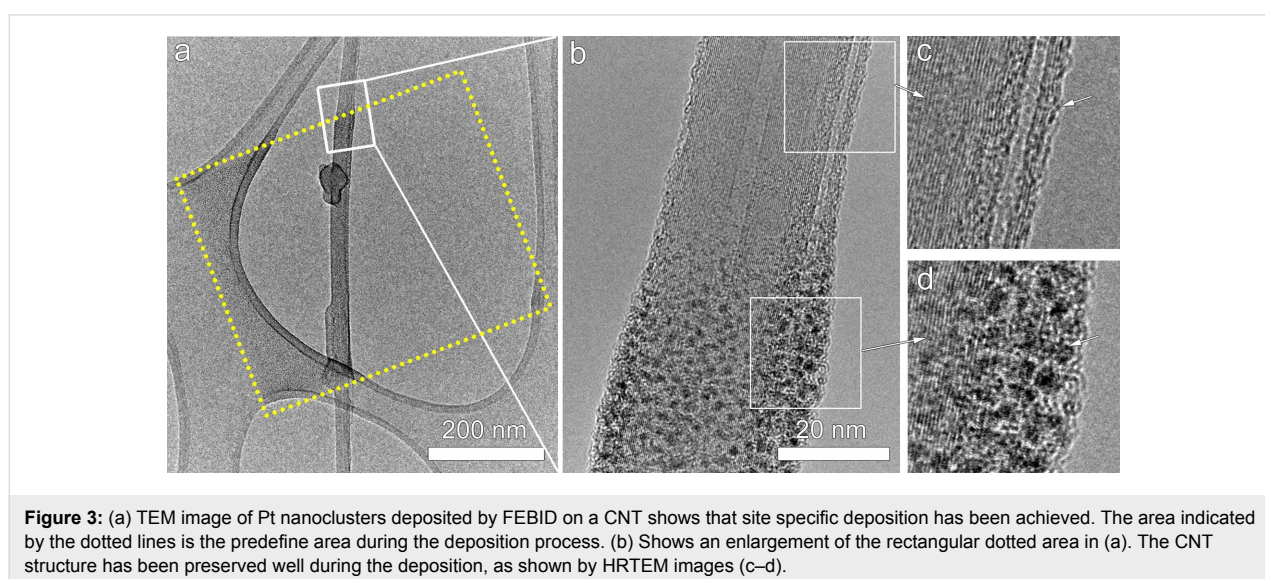 a
b
c
d
200 nm
20 nm
Figure 3: (a) TEM image of Pt nanoclusters deposited by FEBID on a CNT shows that site specific deposition has been achieved. The area indicated
by the dotted lines is the predefine area during the deposition process. (b) Shows an enlargement of the rectangular dotted area in (a). The CNT
structure has been preserved well during the deposition, as shown by HRTEM images (c–d).